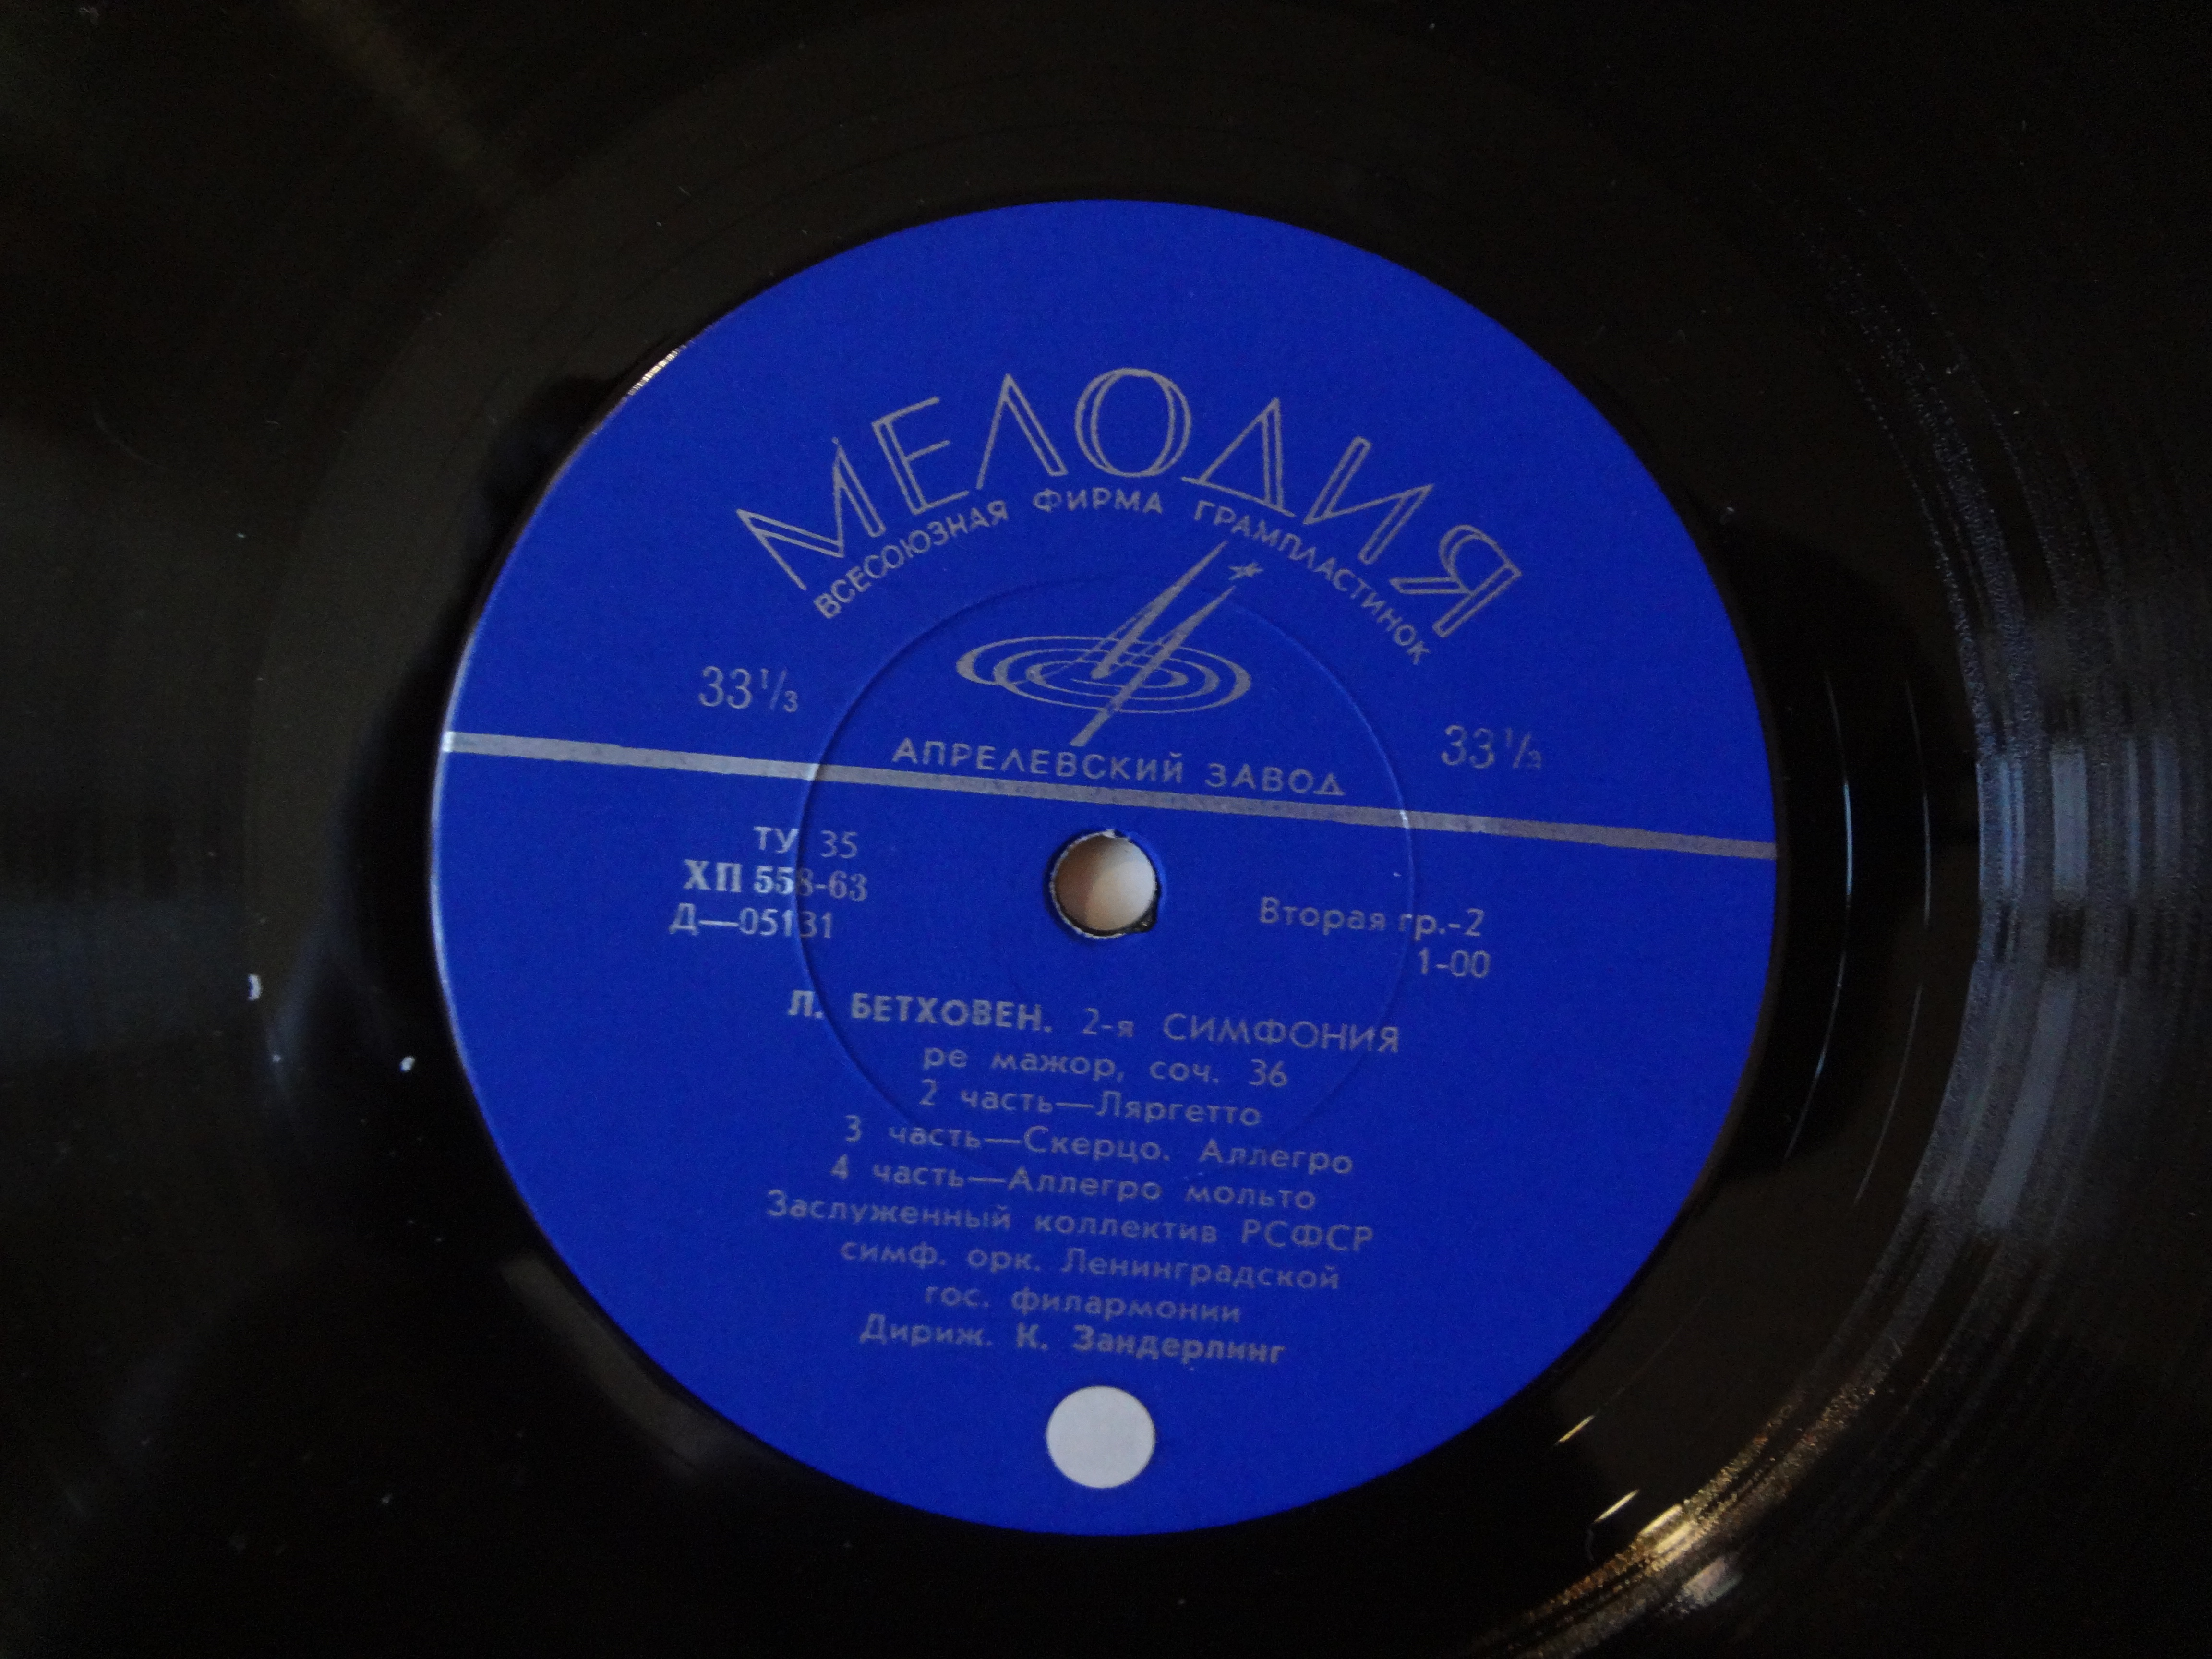 МЕЛОДИЯ
ВСЕСОЮЗНАЯ ФИРМА ГРАМПЛАСТИНОК
33⅓
33⅓
АПРЕЛЕВСКИЙ ЗАВОД
ТУ 35
ХП 558-63
Д—05131
Вторая гр.-2
1-00
Л. БЕТХОВЕН. 2-я СИМФОНИЯ
ре мажор, соч. 36
2 часть—Ляргетто
3 часть—Скерцо. Аллегро
4 часть—Аллегро мольто
Заслуженный коллектив РСФСР
симф. орк. Ленинградской
гос. филармонии
Дириж. К. Зандерлинг